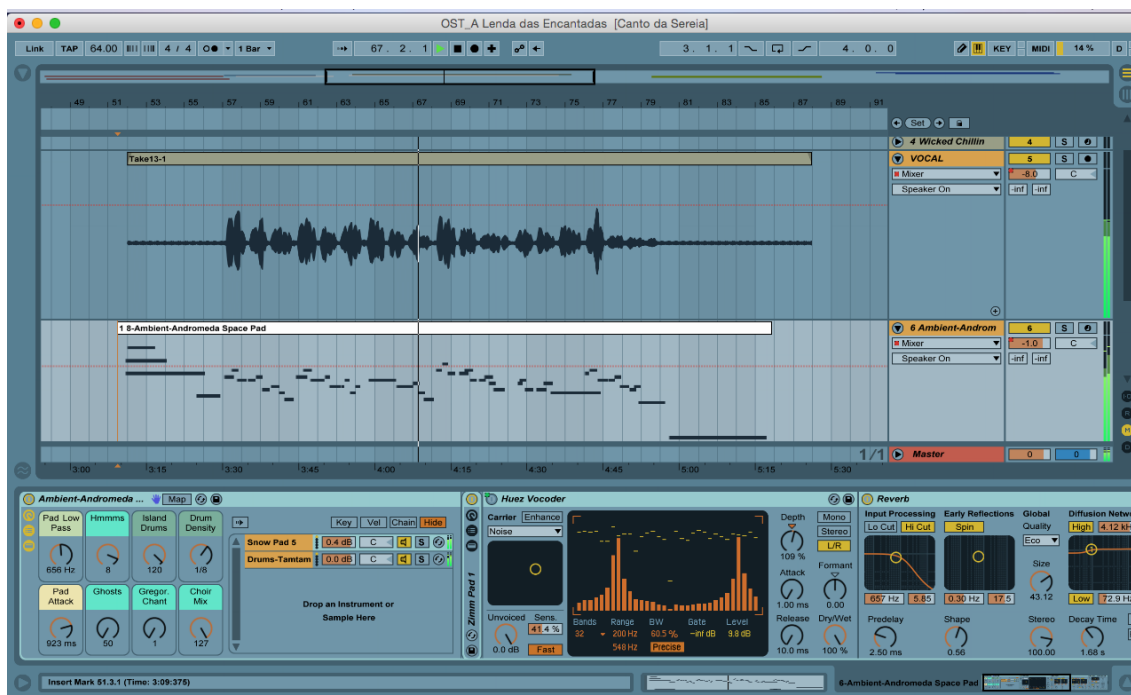 OST_A Lenda das Encantadas [Canto da Sereia]
Link TAP 64.00 4 / 4 1 Bar 67. 2. 1 3. 1. 1 4. 0. 0 KEY MIDI 14 % D
49 51 53 55 57 59 61 63 65 67 69 71 73 75 77 79 81 83 85 87 89 91
Set
4 Wicked Chillin 4 S
Take13-1 VOCAL 5 S
Mixer -8.0 C
Speaker On -inf -inf
1 8-Ambient-Andromeda Space Pad 6 Ambient-Androm 6 S
Mixer -1.0 C
Speaker On -inf -inf
1/1 Master 0 0
3:00 3:15 3:30 3:45 4:00 4:15 4:30 4:45 5:00 5:15 5:30
Ambient-Andromeda ... Map
Pad Low Pass Hmmms Island Drums Drum Density
656 Hz 8 120 1/8
Pad Attack Ghosts Gregor. Chant Choir Mix
923 ms 50 1 127
Key Vel Chain Hide
Snow Pad 5 0.4 dB C S
Drums-Tamtam 0.0 dB C S
Drop an Instrument or
Sample Here
Zimm Pad 1
Huez Vocoder
Carrier Enhance
Noise
Unvoiced Sens.
41.4 %
0.0 dB Fast
Bands Range BW Gate Level
32 200 Hz 60.5 % -inf dB 9.8 dB
548 Hz Precise
Depth Mono
Stereo
109 % L/R
Attack Formant
1.00 ms 0.00
Release Dry/Wet
10.0 ms 100 %
Reverb
Input Processing Early Reflections Global Diffusion Netw
Lo Cut Hi Cut Spin Quality High 4.12 kH
Eco
Size
657 Hz 5.85 0.30 Hz 17.5 43.12 Low 72.9 H
Predelay Shape Stereo Decay Time
2.50 ms 0.56 100.00 1.68 s
Insert Mark 51.3.1 (Time: 3:09:375) 6-Ambient-Andromeda Space Pad